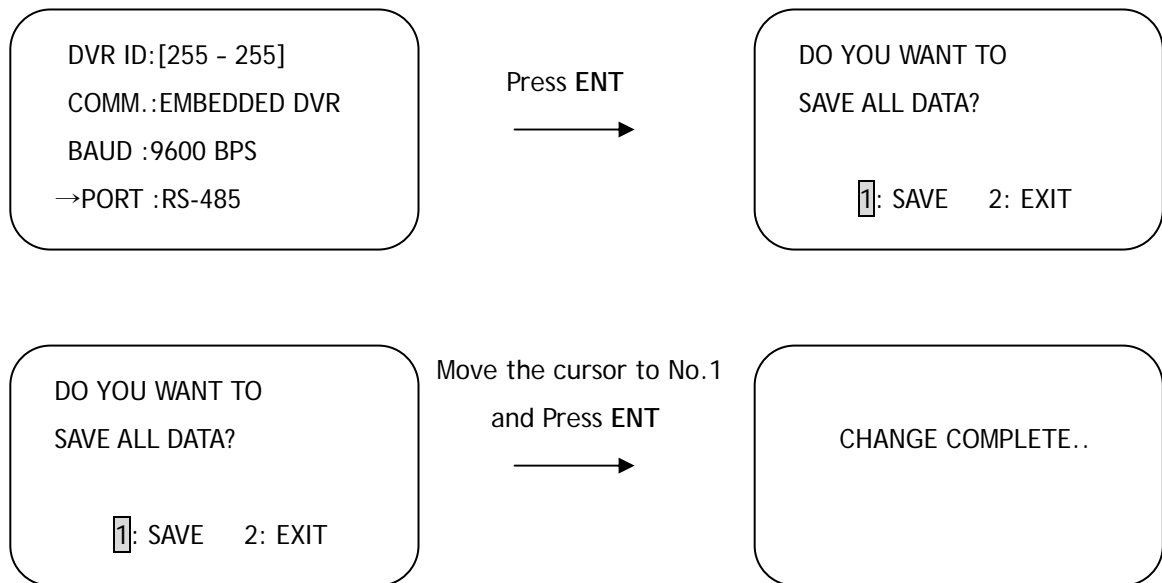 DVR ID:[255 – 255]
COMM.:EMBEDDED DVR
BAUD :9600 BPS
→PORT :RS-485
Press ENT
DO YOU WANT TO
SAVE ALL DATA?
1: SAVE 2: EXIT
DO YOU WANT TO
SAVE ALL DATA?
1: SAVE 2: EXIT
Move the cursor to No.1
and Press ENT
CHANGE COMPLETE..